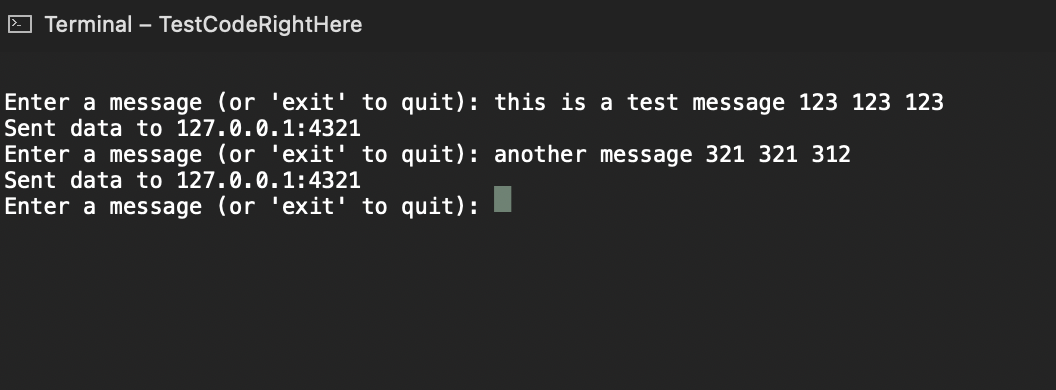 Terminal – TestCodeRightHere
Enter a message (or 'exit' to quit): this is a test message 123 123 123
Sent data to 127.0.0.1:4321
Enter a message (or 'exit' to quit): another message 321 321 312
Sent data to 127.0.0.1:4321
Enter a message (or 'exit' to quit):